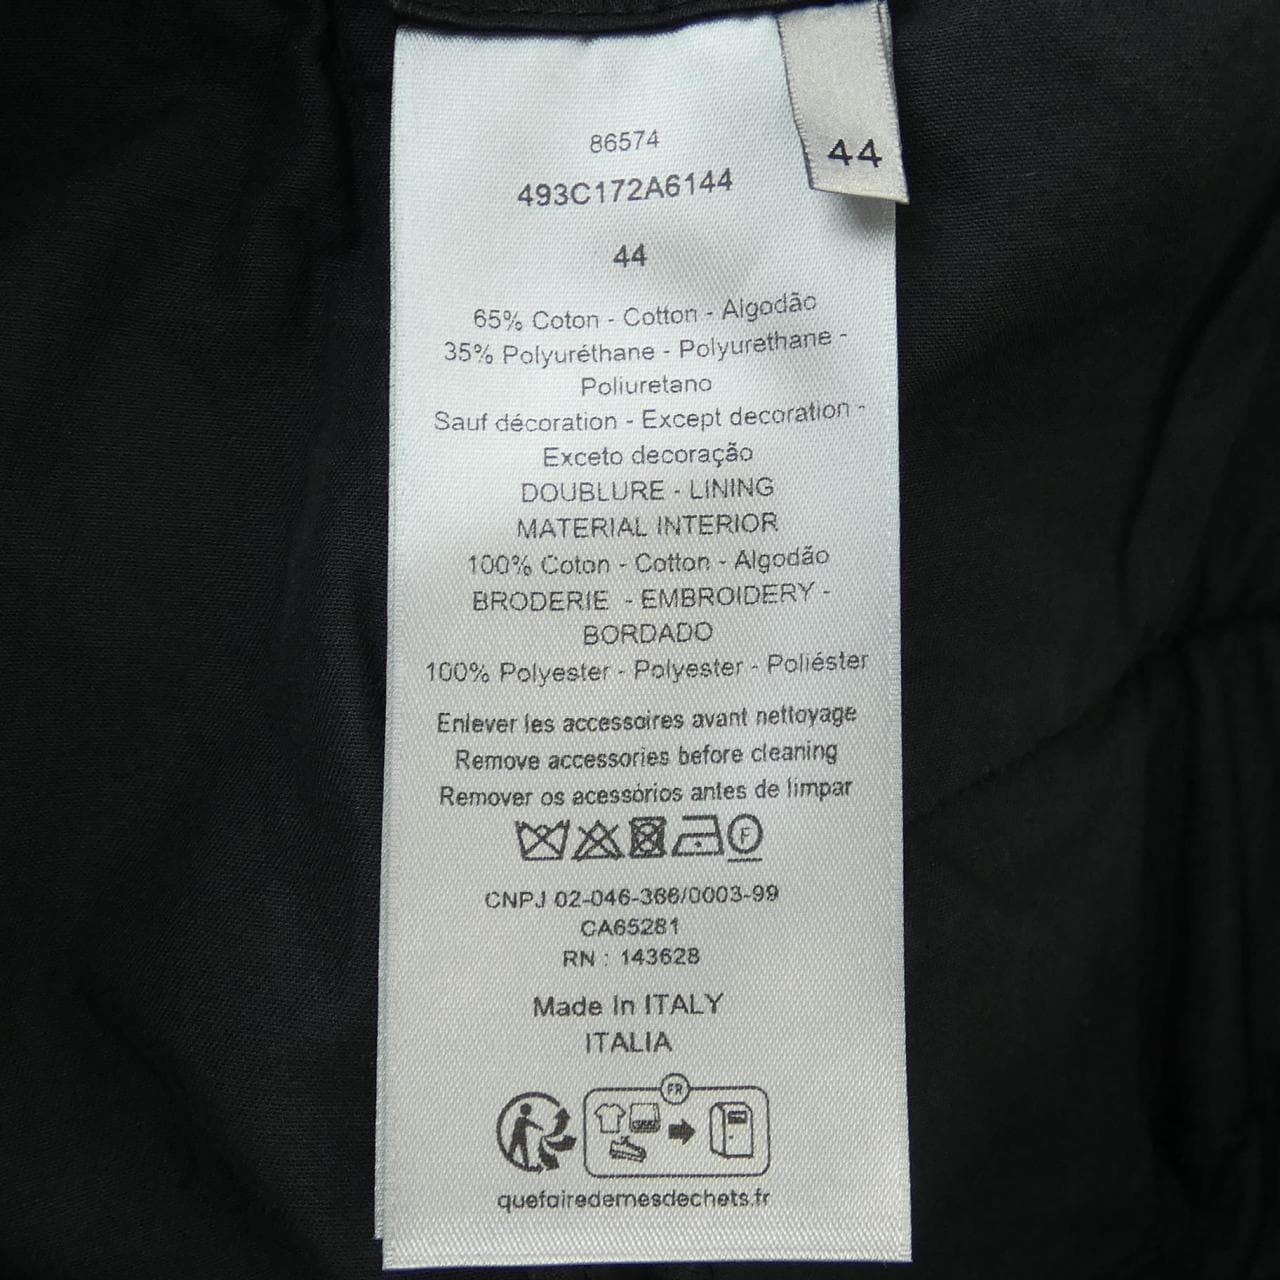 44
86574
493C172A6144
44
65% Coton - Cotton - Algodão
35% Polyuréthane - Polyurethane -
Poliuretano
Sauf décoration - Except decoration -
Exceto decoração
DOUBLURE - LINING
MATERIAL INTERIOR
100% Coton - Cotton - Algodão
BRODERIE - EMBROIDERY -
BORDADO
100% Polyester - Polyester - Poliéster
Enlever les accessoires avant nettoyage
Remove accessories before cleaning
Remover os acessórios antes de limpar
F
CNPJ 02-046-366/0003-99
CA65281
RN : 143628
Made In ITALY
ITALIA
FR
quefairedemesdechets.fr